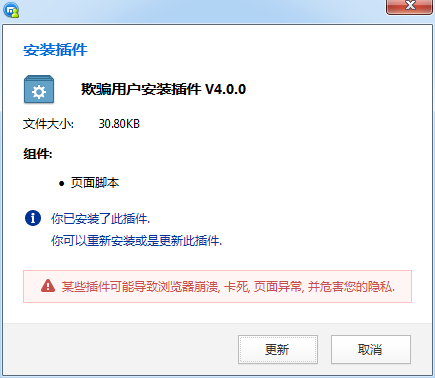 安装插件
欺骗用户安装插件 V4.0.0
文件大小: 30.80KB
组件:
● 页面脚本
你已安装了此插件.
你可以重新安装或是更新此插件.
某些插件可能导致浏览器崩溃, 卡死, 页面异常, 并危害您的隐私.
更新 取消